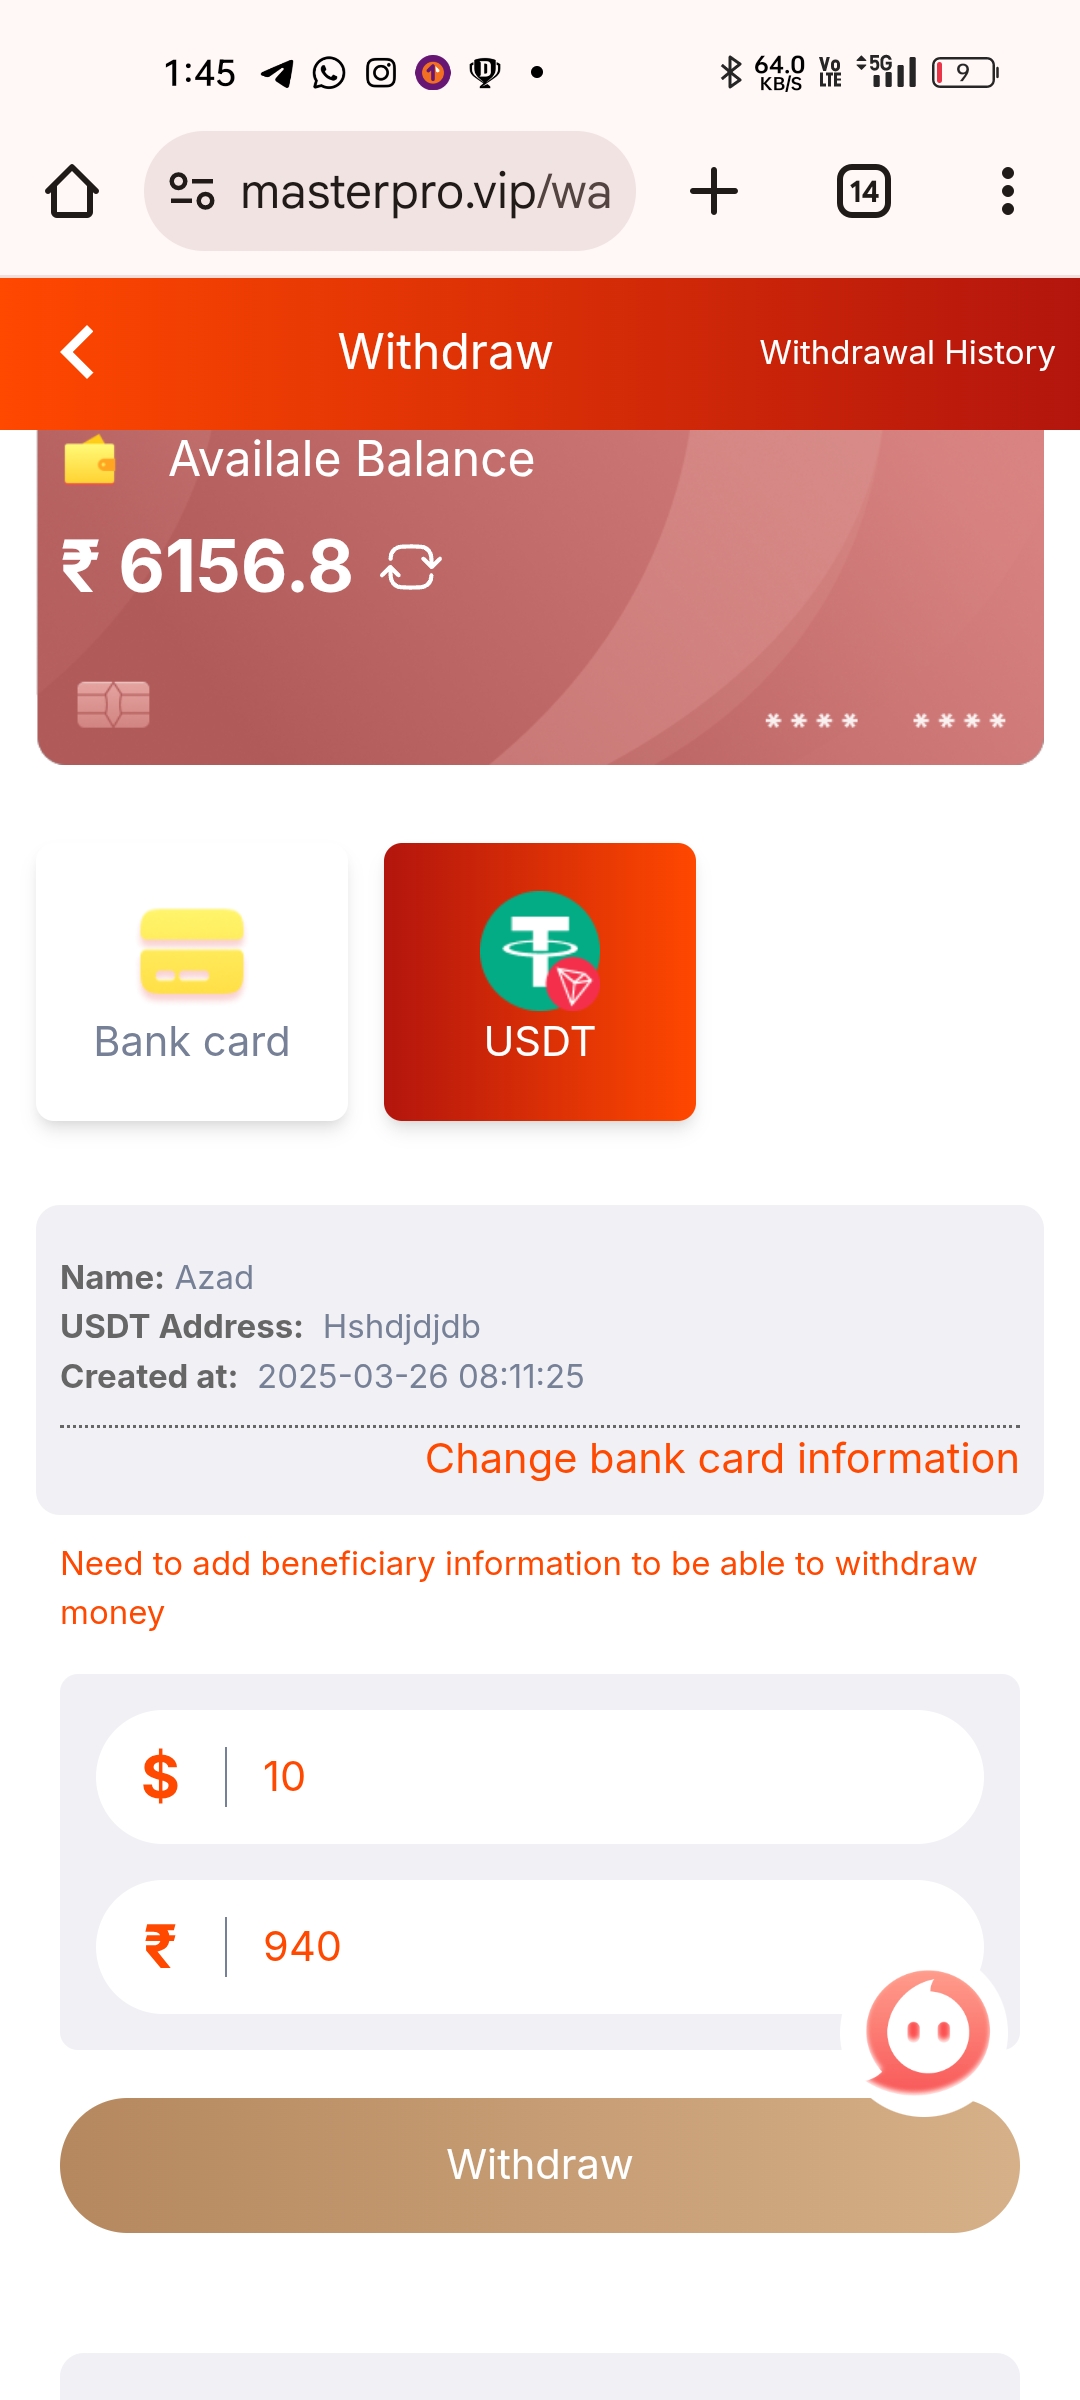 1:45 64.0 KB/S Vo LTE 5G 9
masterpro.vip/wa 14
Withdraw Withdrawal History
Availale Balance
₹ 6156.8
**** ****
Bank card USDT
Name: Azad
USDT Address: Hshdjdjdb
Created at: 2025-03-26 08:11:25
Change bank card information
Need to add beneficiary information to be able to withdraw
money
$ 10
₹ 940
Withdraw